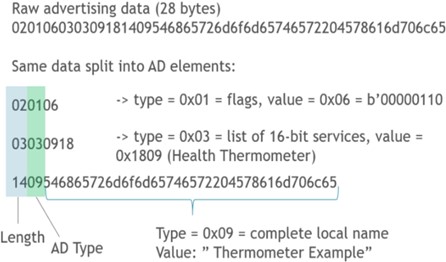 Raw advertising data (28 bytes)
020106030309181409546865726d6f6d65746572204578616d706c65
Same data split into AD elements:
020106 -> type = 0x01 = flags, value = 0x06 = b'00000110
03030918 -> type = 0x03 = list of 16-bit services, value =
0x1809 (Health Thermometer)
1409546865726d6f6d65746572204578616d706c65
Length
AD Type
Type = 0x09 = complete local name
Value: ” Thermometer Example”